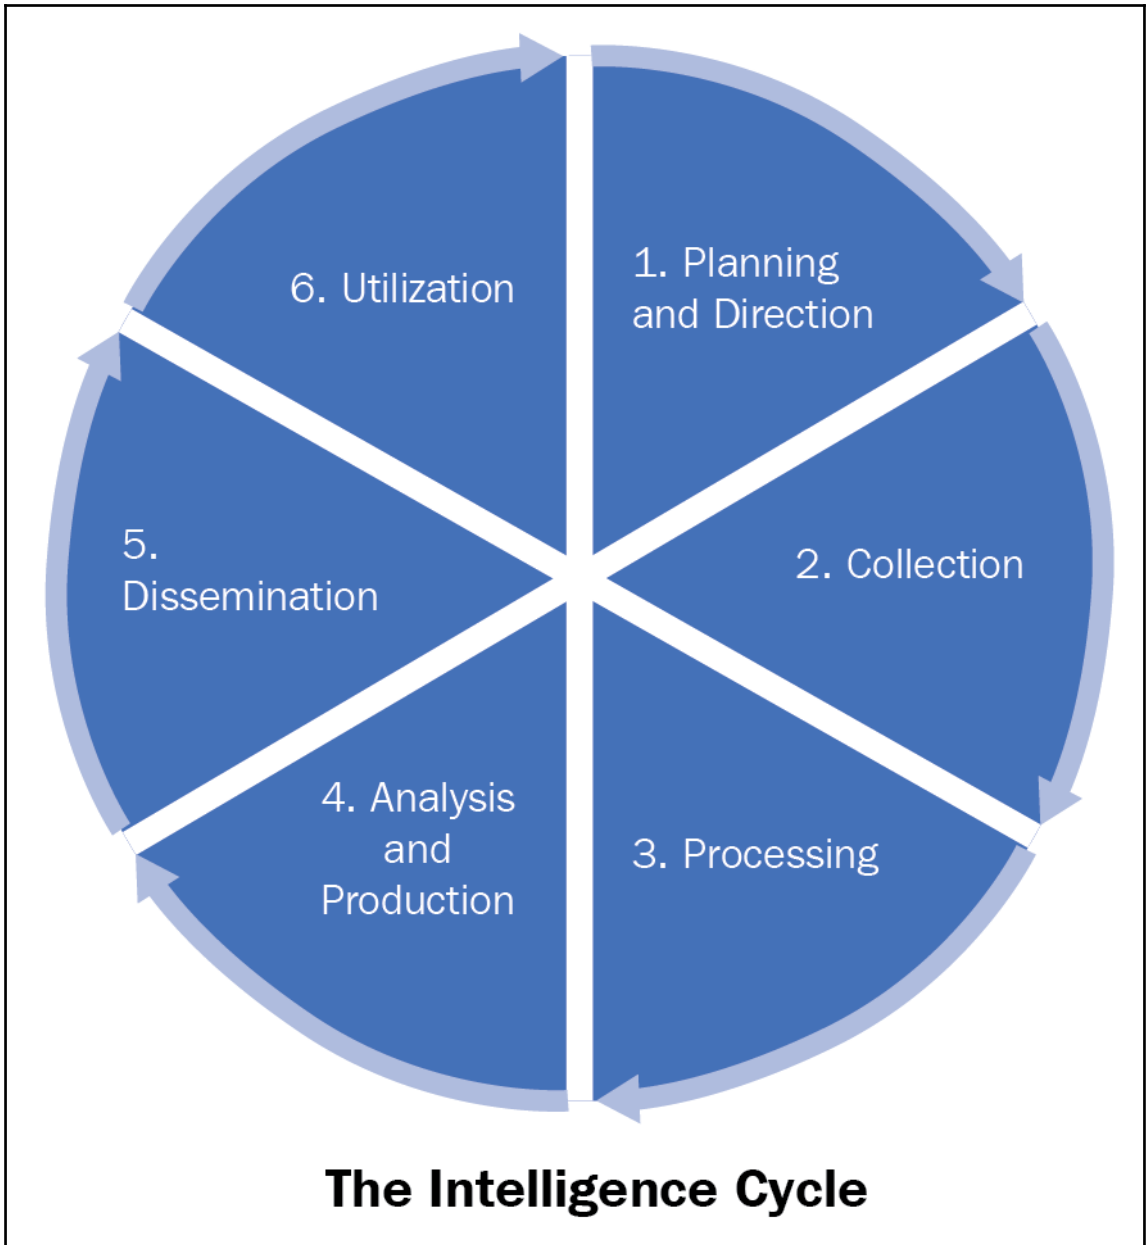 1. Planning
and Direction
2. Collection
3. Processing
4. Analysis
and
Production
5.
Dissemination
6. Utilization
The Intelligence Cycle